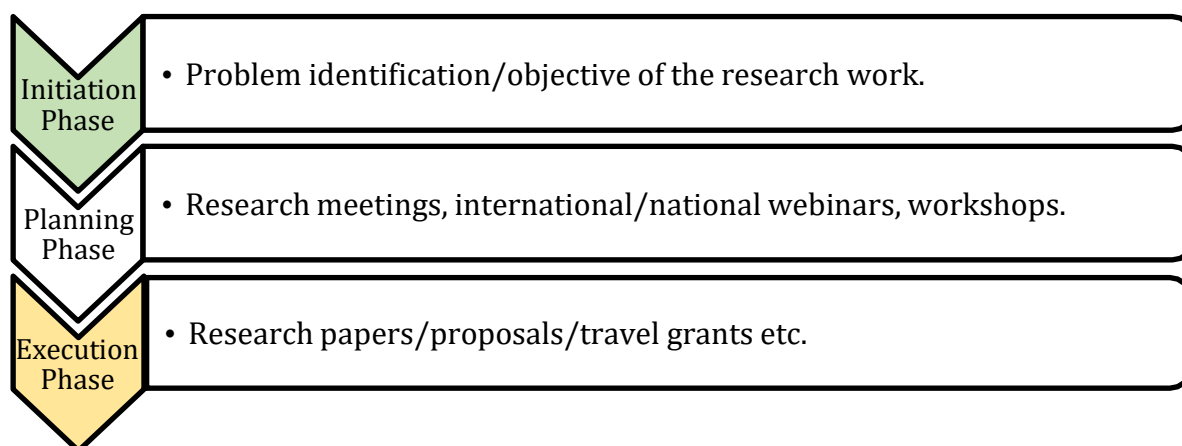 Initiation
Phase
• Problem identification/objective of the research work.
Planning
Phase
• Research meetings, international/national webinars, workshops.
Execution
Phase
• Research papers/proposals/travel grants etc.